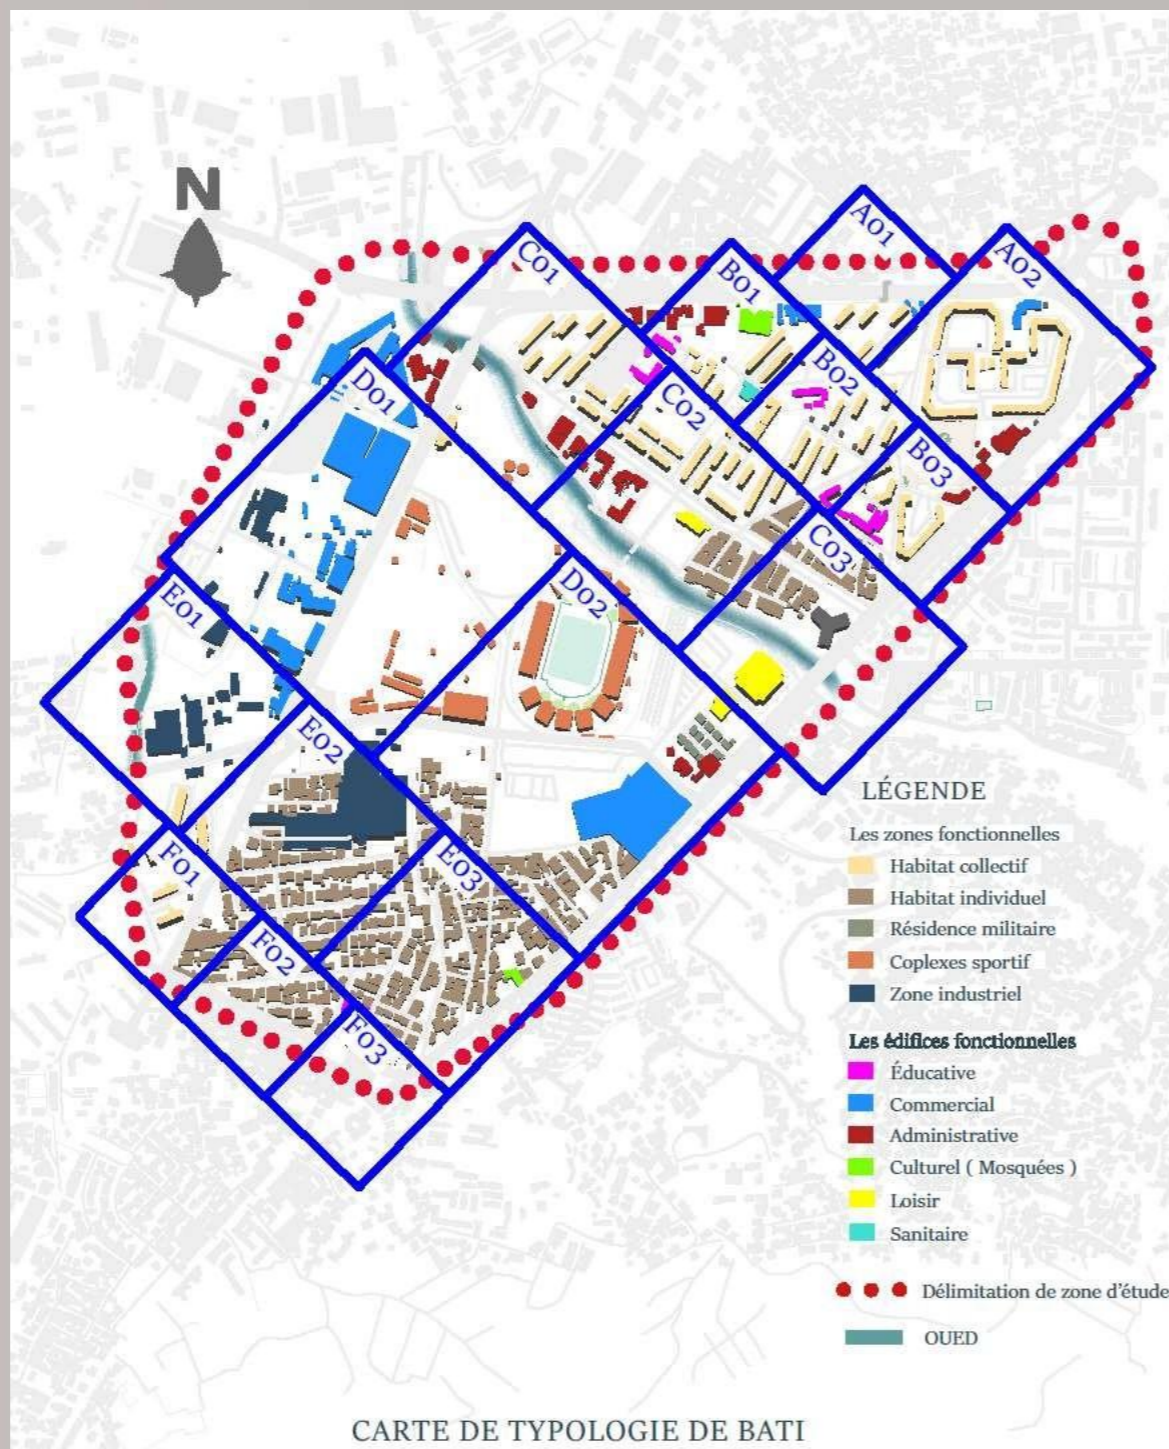 N
A01
A02
B01
C01
B02
D01
C02
B03
C03
D02
E01
E02
E03
F01
F02
F03
LÉGENDE
Les zones fonctionnelles
Habitat collectif
Habitat individuel
Résidence militaire
Coplexes sportif
Zone industriel
Les édifices fonctionnelles
Éducative
Commercial
Administrative
Culturel ( Mosquées )
Loisir
Sanitaire
Délimitation de zone d'étude
OUED
CARTE DE TYPOLOGIE DE BATI